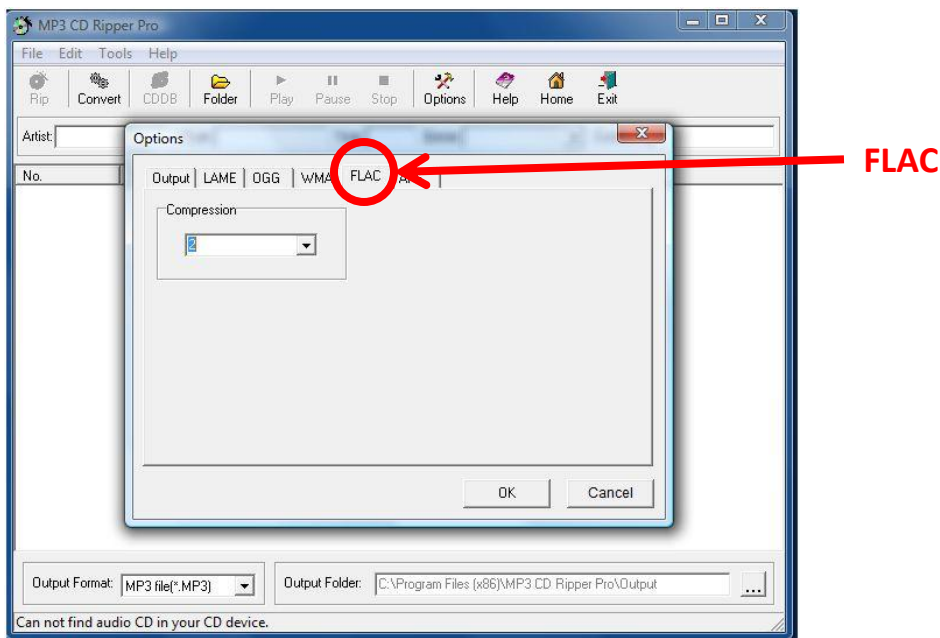 MP3 CD Ripper Pro
File Edit Tools Help
Rip Convert CDDB Folder Play Pause Stop Options Help Home Exit
Artist:
Options
No.
Output LAME OGG WMA FLAC
FLAC
Compression
2
OK Cancel
Output Format: MP3 file(*.MP3) Output Folder: C:\Program Files (x86)\MP3 CD Ripper Pro\Output ...
Can not find audio CD in your CD device.